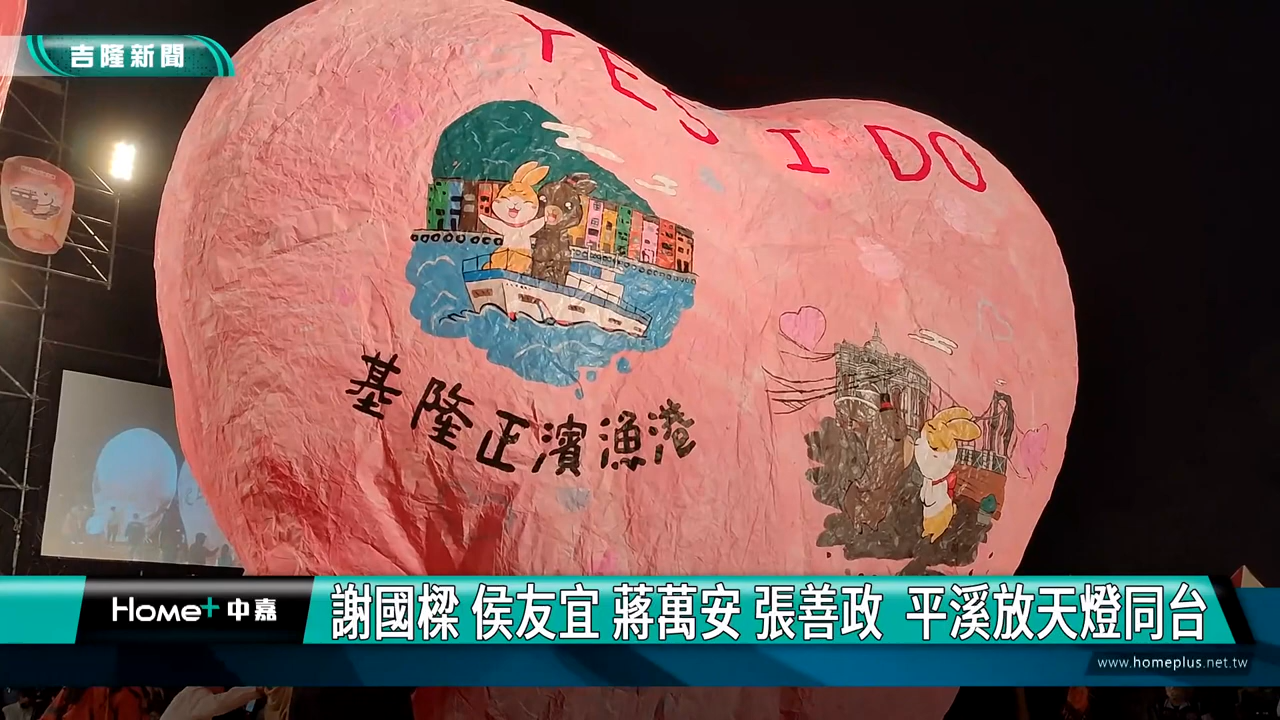 吉隆新聞
YES I DO
基隆正濱漁港
Home+中嘉
謝國樑 侯友宜 蔣萬安 張善政 平溪放天燈同台
www.homeplus.net.tw